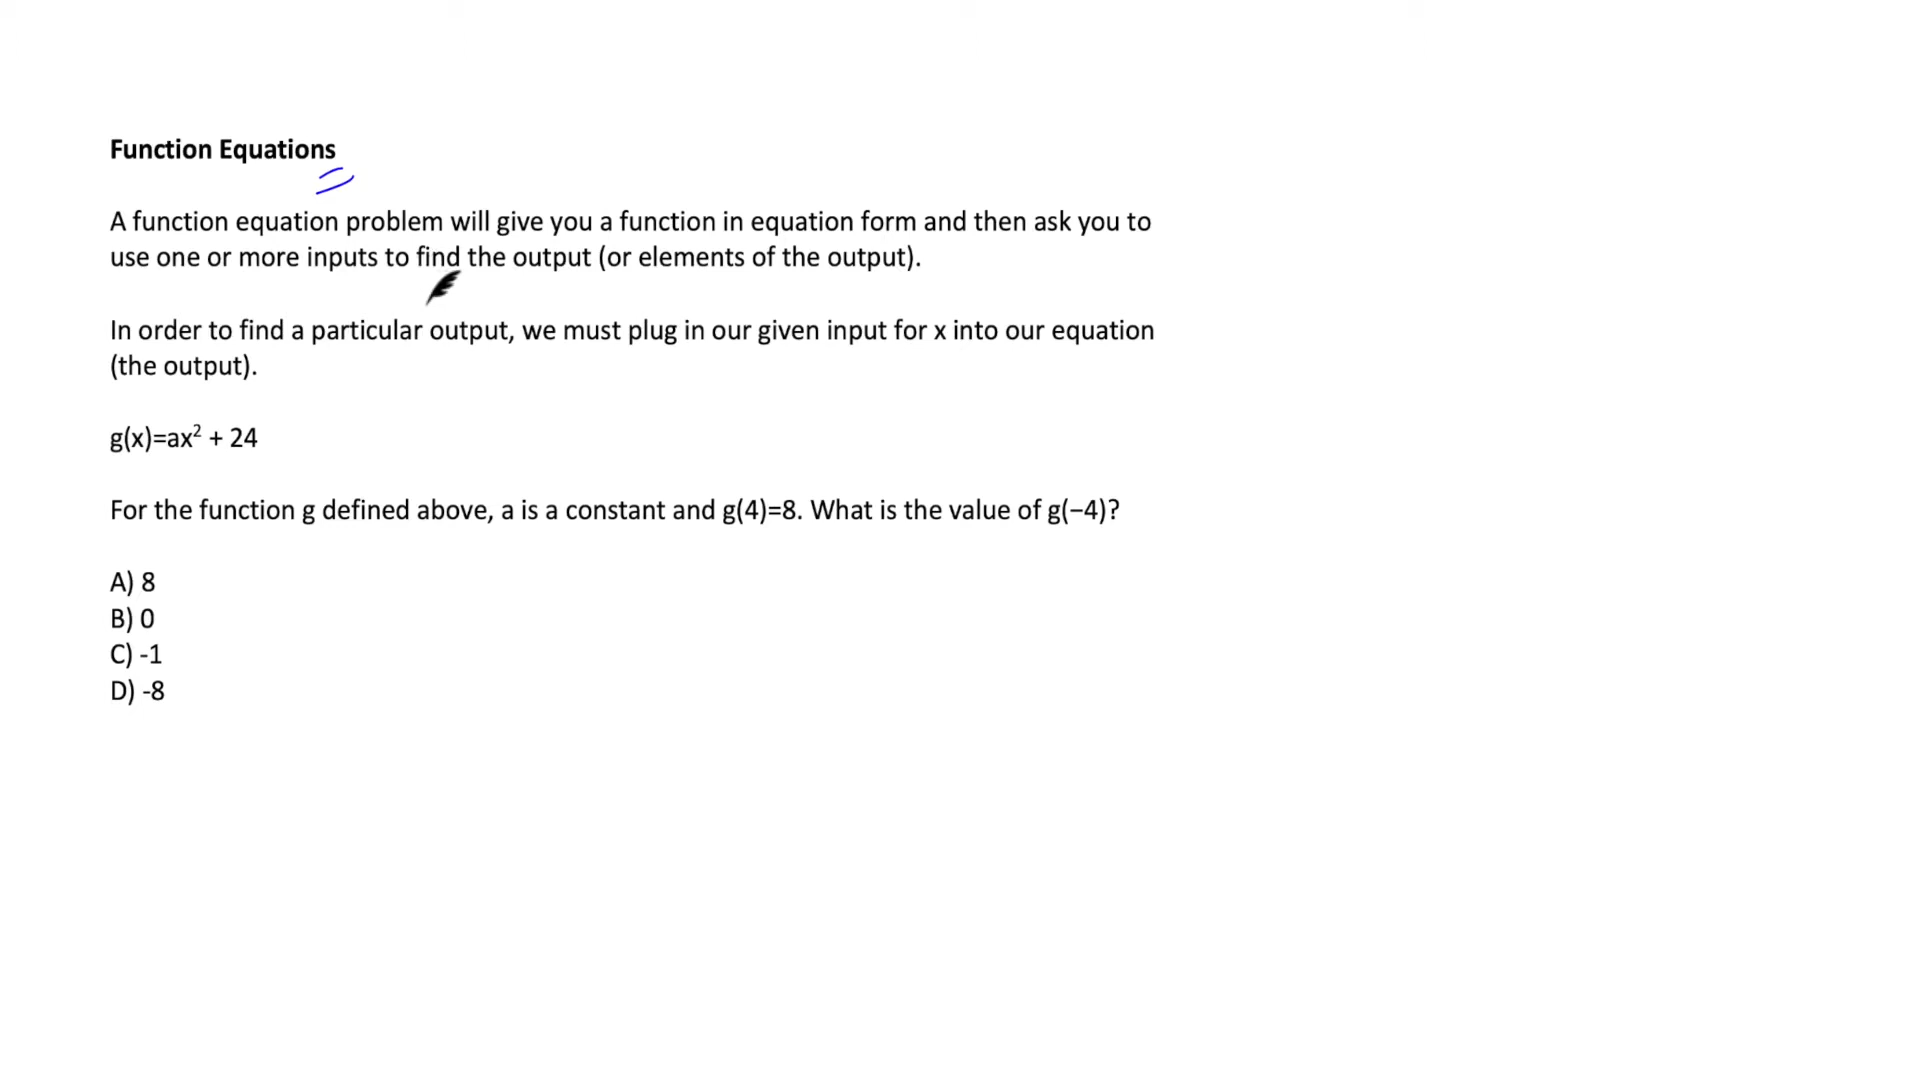 Function Equations
A function equation problem will give you a function in equation form and then ask you to
use one or more inputs to find the output (or elements of the output).
In order to find a particular output, we must plug in our given input for x into our equation
(the output).
g(x)=ax² + 24
For the function g defined above, a is a constant and g(4)=8. What is the value of g(−4)?
A) 8
B) 0
C) -1
D) -8